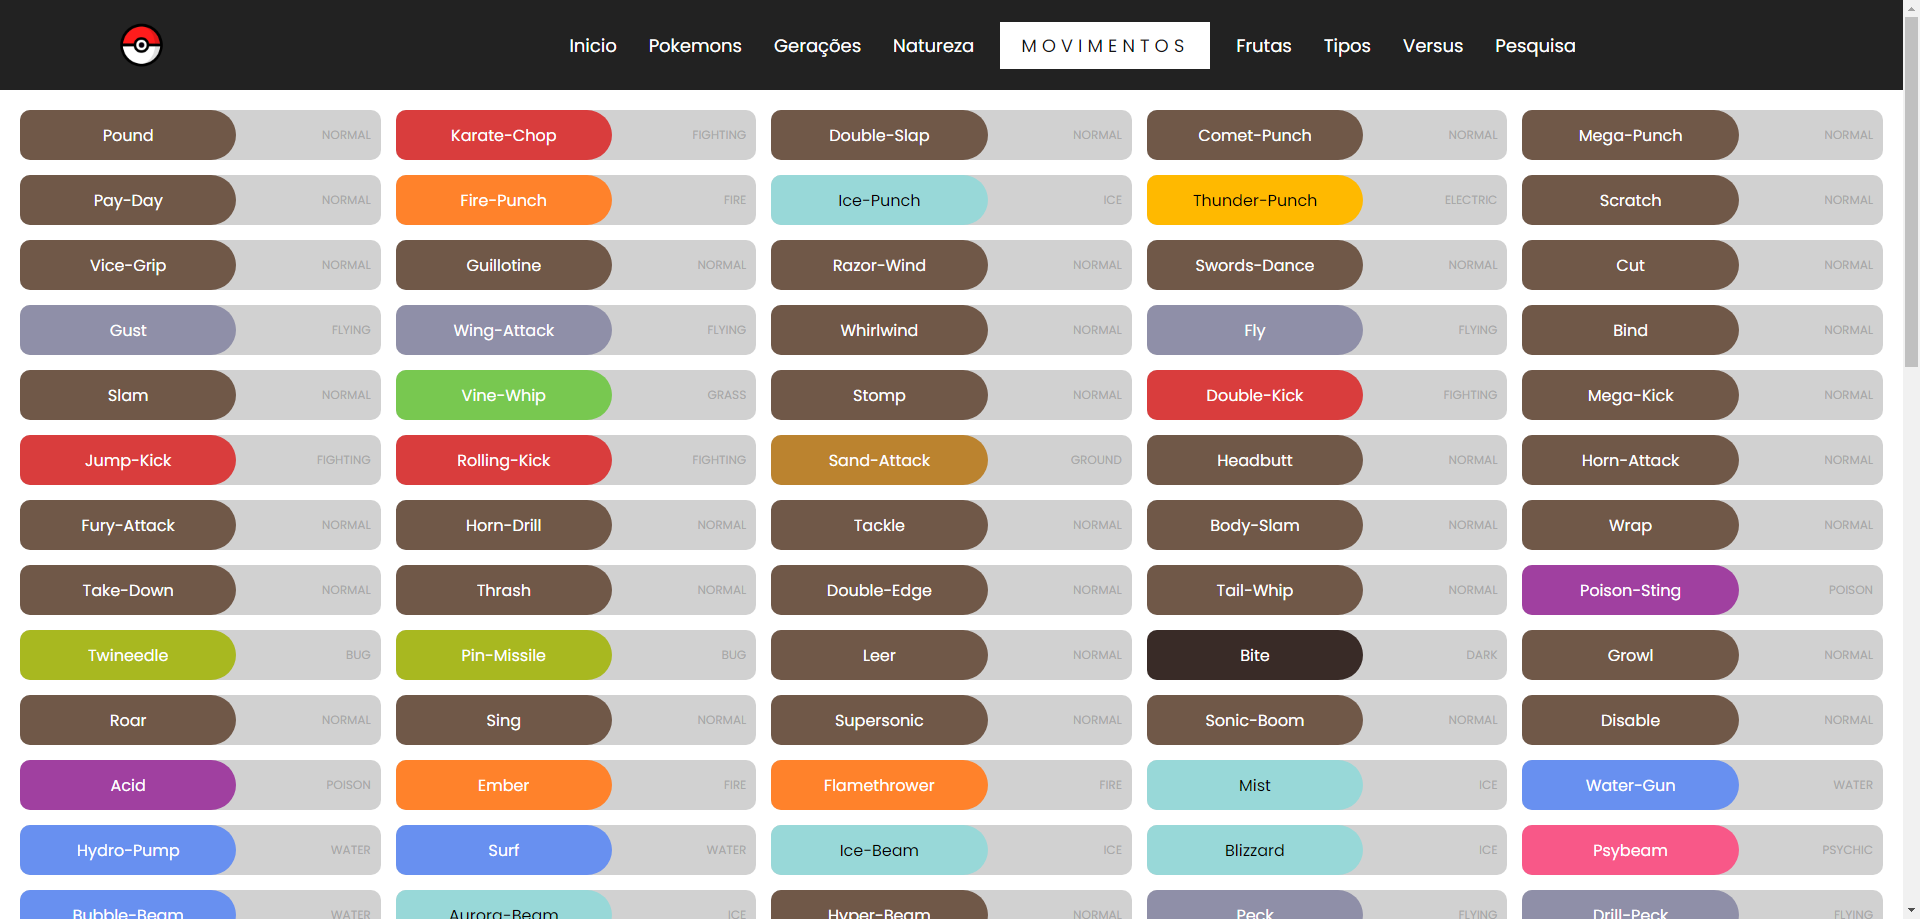 Inicio Pokemons Gerações Natureza MOVIMENTOS Frutas Tipos Versus Pesquisa
Pound NORMAL Karate-Chop FIGHTING Double-Slap NORMAL Comet-Punch NORMAL Mega-Punch NORMAL
Pay-Day NORMAL Fire-Punch FIRE Ice-Punch ICE Thunder-Punch ELECTRIC Scratch NORMAL
Vice-Grip NORMAL Guillotine NORMAL Razor-Wind NORMAL Swords-Dance NORMAL Cut NORMAL
Gust FLYING Wing-Attack FLYING Whirlwind NORMAL Fly FLYING Bind NORMAL
Slam NORMAL Vine-Whip GRASS Stomp NORMAL Double-Kick FIGHTING Mega-Kick NORMAL
Jump-Kick FIGHTING Rolling-Kick FIGHTING Sand-Attack GROUND Headbutt NORMAL Horn-Attack NORMAL
Fury-Attack NORMAL Horn-Drill NORMAL Tackle NORMAL Body-Slam NORMAL Wrap NORMAL
Take-Down NORMAL Thrash NORMAL Double-Edge NORMAL Tail-Whip NORMAL Poison-Sting POISON
Twineedle BUG Pin-Missile BUG Leer NORMAL Bite DARK Growl NORMAL
Roar NORMAL Sing NORMAL Supersonic NORMAL Sonic-Boom NORMAL Disable NORMAL
Acid POISON Ember FIRE Flamethrower FIRE Mist ICE Water-Gun WATER
Hydro-Pump WATER Surf WATER Ice-Beam ICE Blizzard ICE Psybeam PSYCHIC
Bubble-Beam WATER Aurora-Beam ICE Hyper-Beam NORMAL Peck FLYING Drill-Peck FLYING